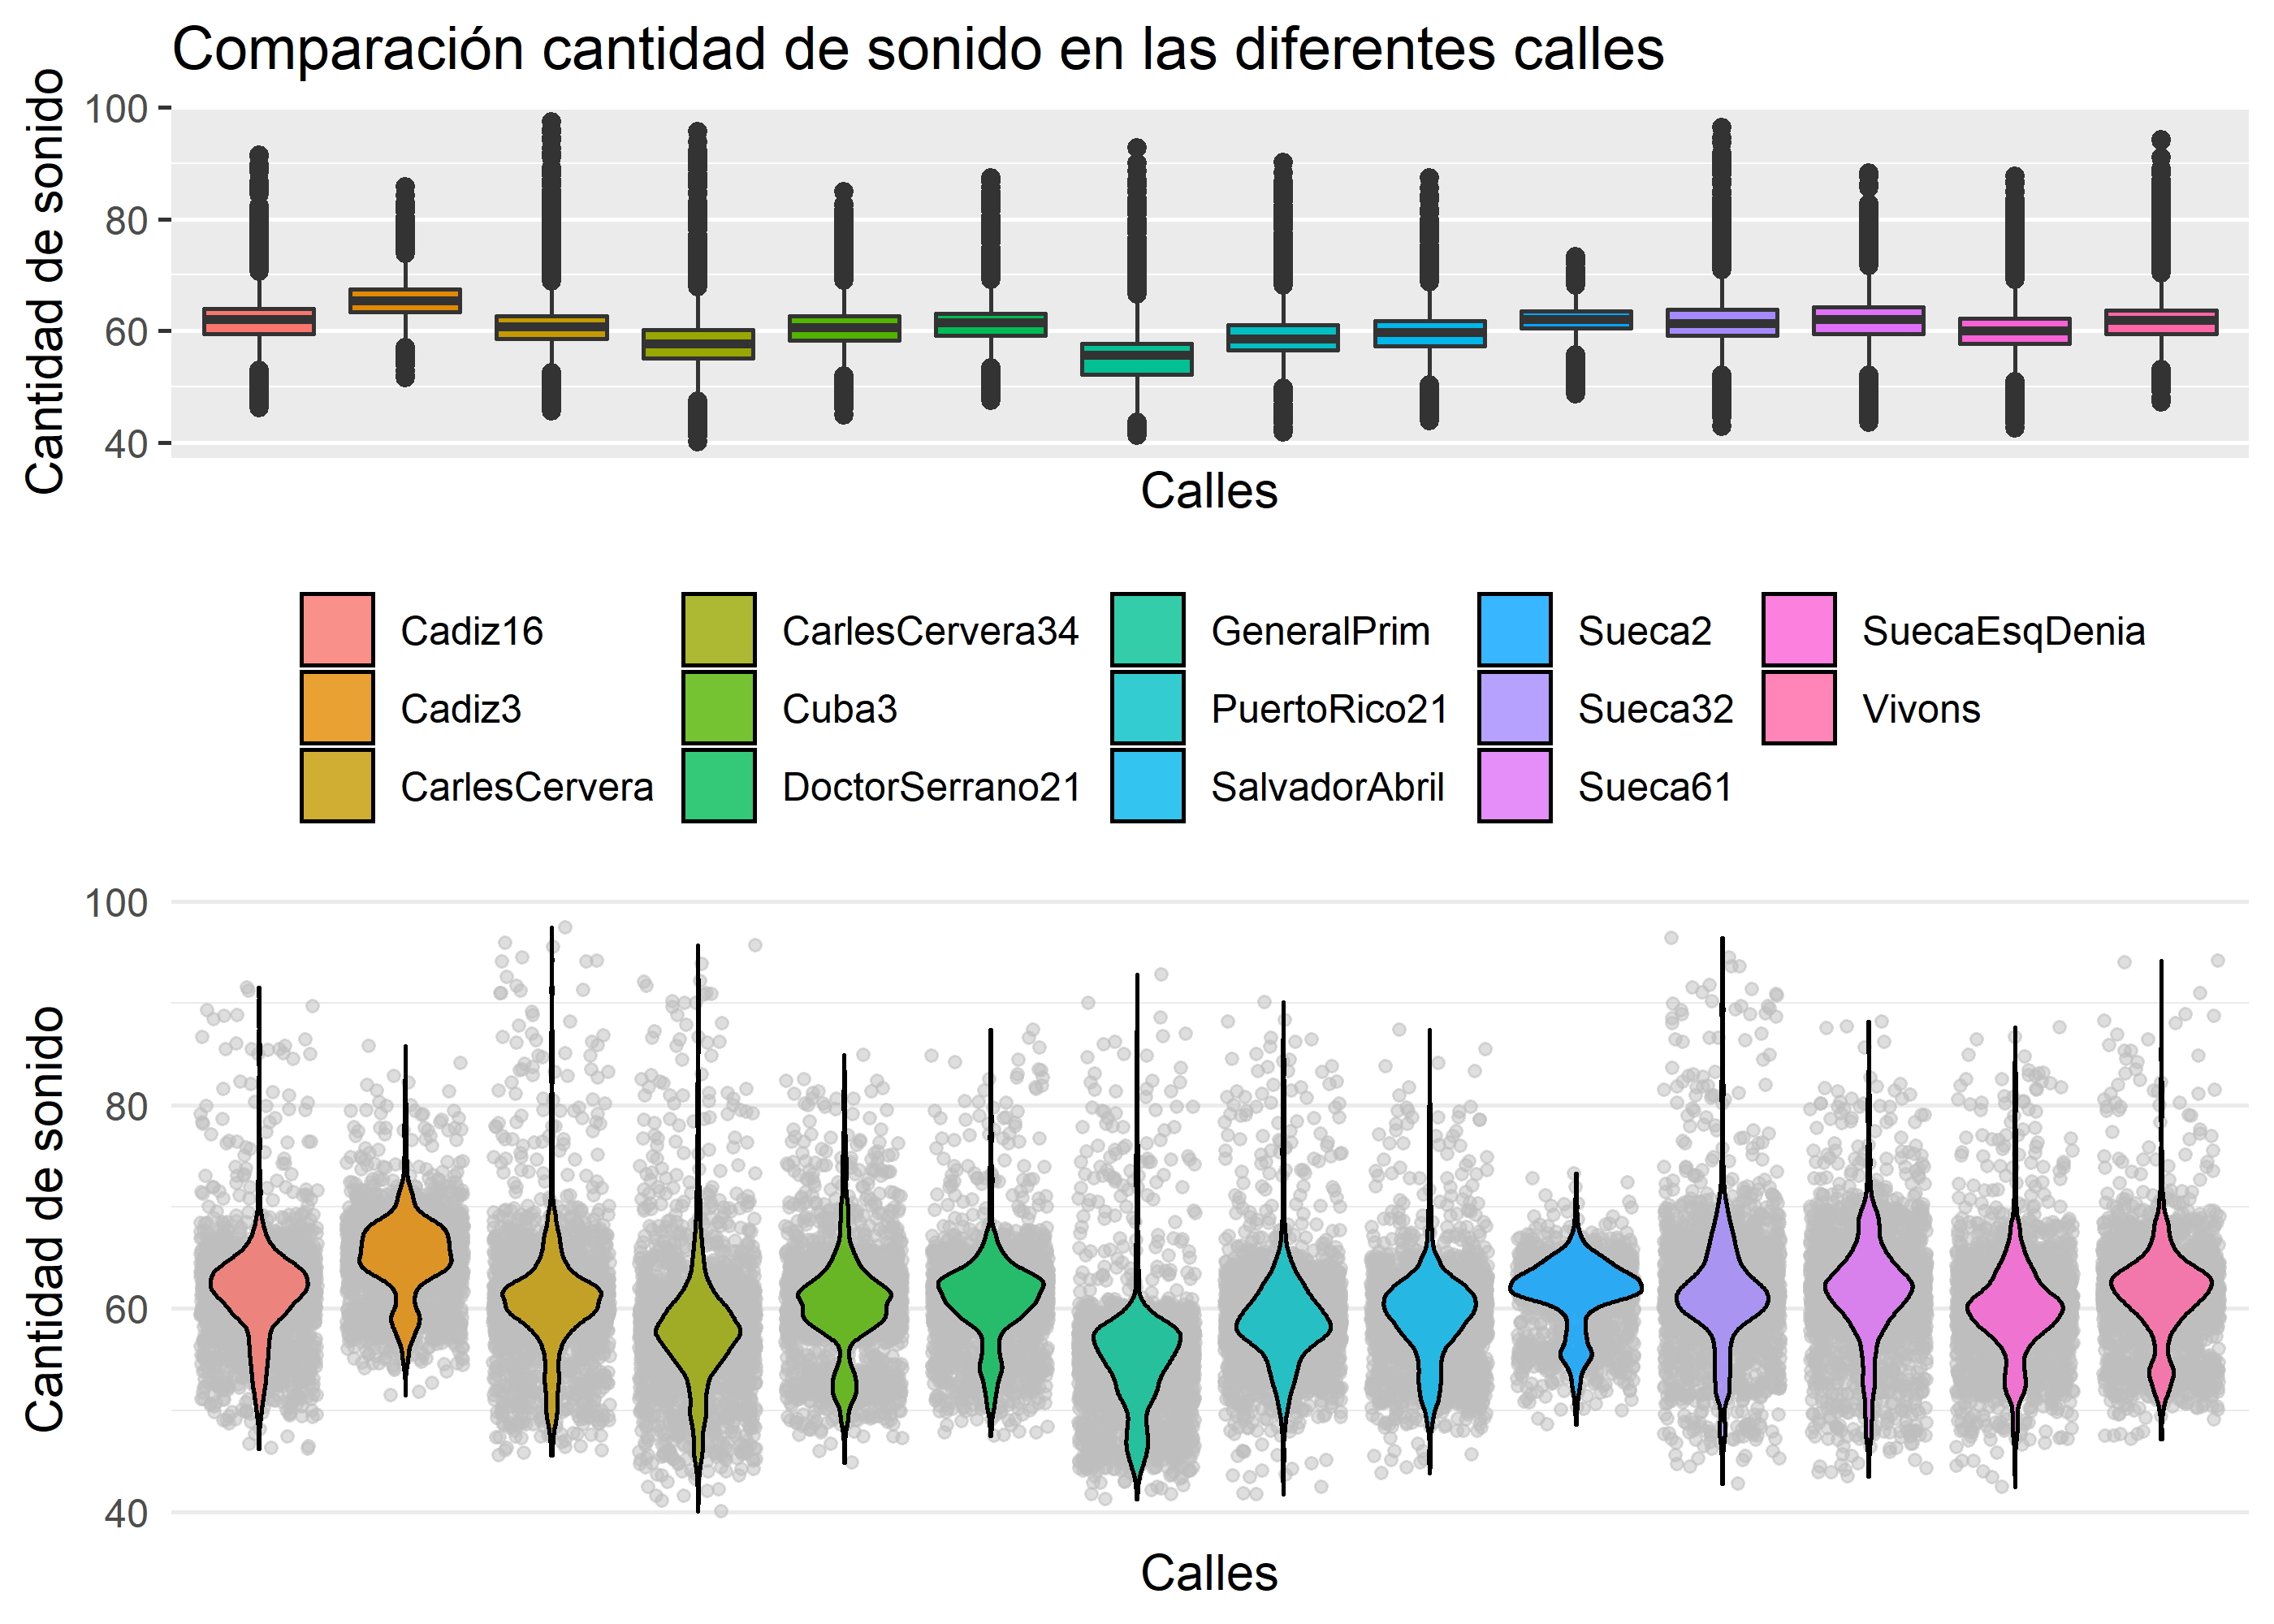 Comparación cantidad de sonido en las diferentes calles
Cantidad de sonido
100
80
60
40
Calles
Cadiz16
Cadiz3
CarlesCervera
CarlesCervera34
Cuba3
DoctorSerrano21
GeneralPrim
PuertoRico21
SalvadorAbril
Sueca2
Sueca32
Sueca61
SuecaEsqDenia
Vivons
Cantidad de sonido
100
80
60
40
Calles